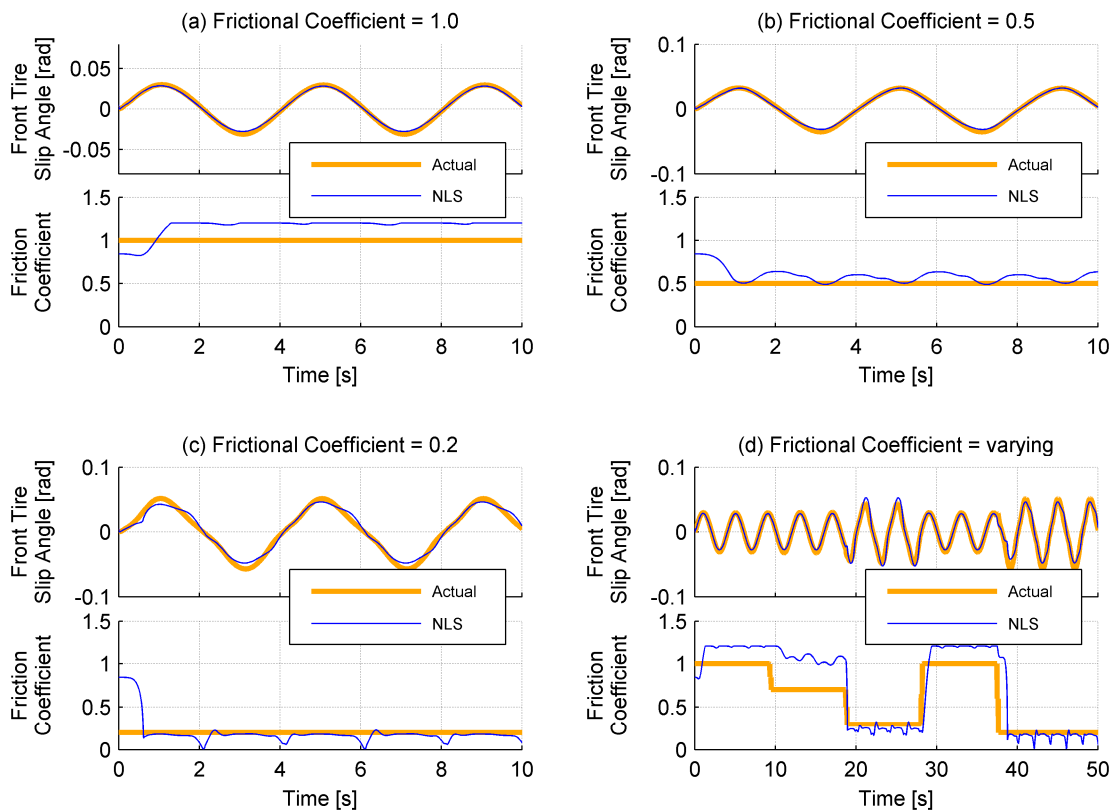 (a) Frictional Coefficient = 1.0
Front Tire
Slip Angle [rad]
0.05
0
-0.05
Actual
NLS
Friction
Coefficient
1.5
1
0.5
0
0 2 4 6 8 10
Time [s]
(b) Frictional Coefficient = 0.5
Front Tire
Slip Angle [rad]
0.1
0
-0.1
Actual
NLS
Friction
Coefficient
1.5
1
0.5
0
0 2 4 6 8 10
Time [s]
(c) Frictional Coefficient = 0.2
Front Tire
Slip Angle [rad]
0.1
0
-0.1
Actual
NLS
Friction
Coefficient
1.5
1
0.5
0
0 2 4 6 8 10
Time [s]
(d) Frictional Coefficient = varying
Front Tire
Slip Angle [rad]
0.1
0
-0.1
Actual
NLS
Friction
Coefficient
1.5
1
0.5
0
0 10 20 30 40 50
Time [s]